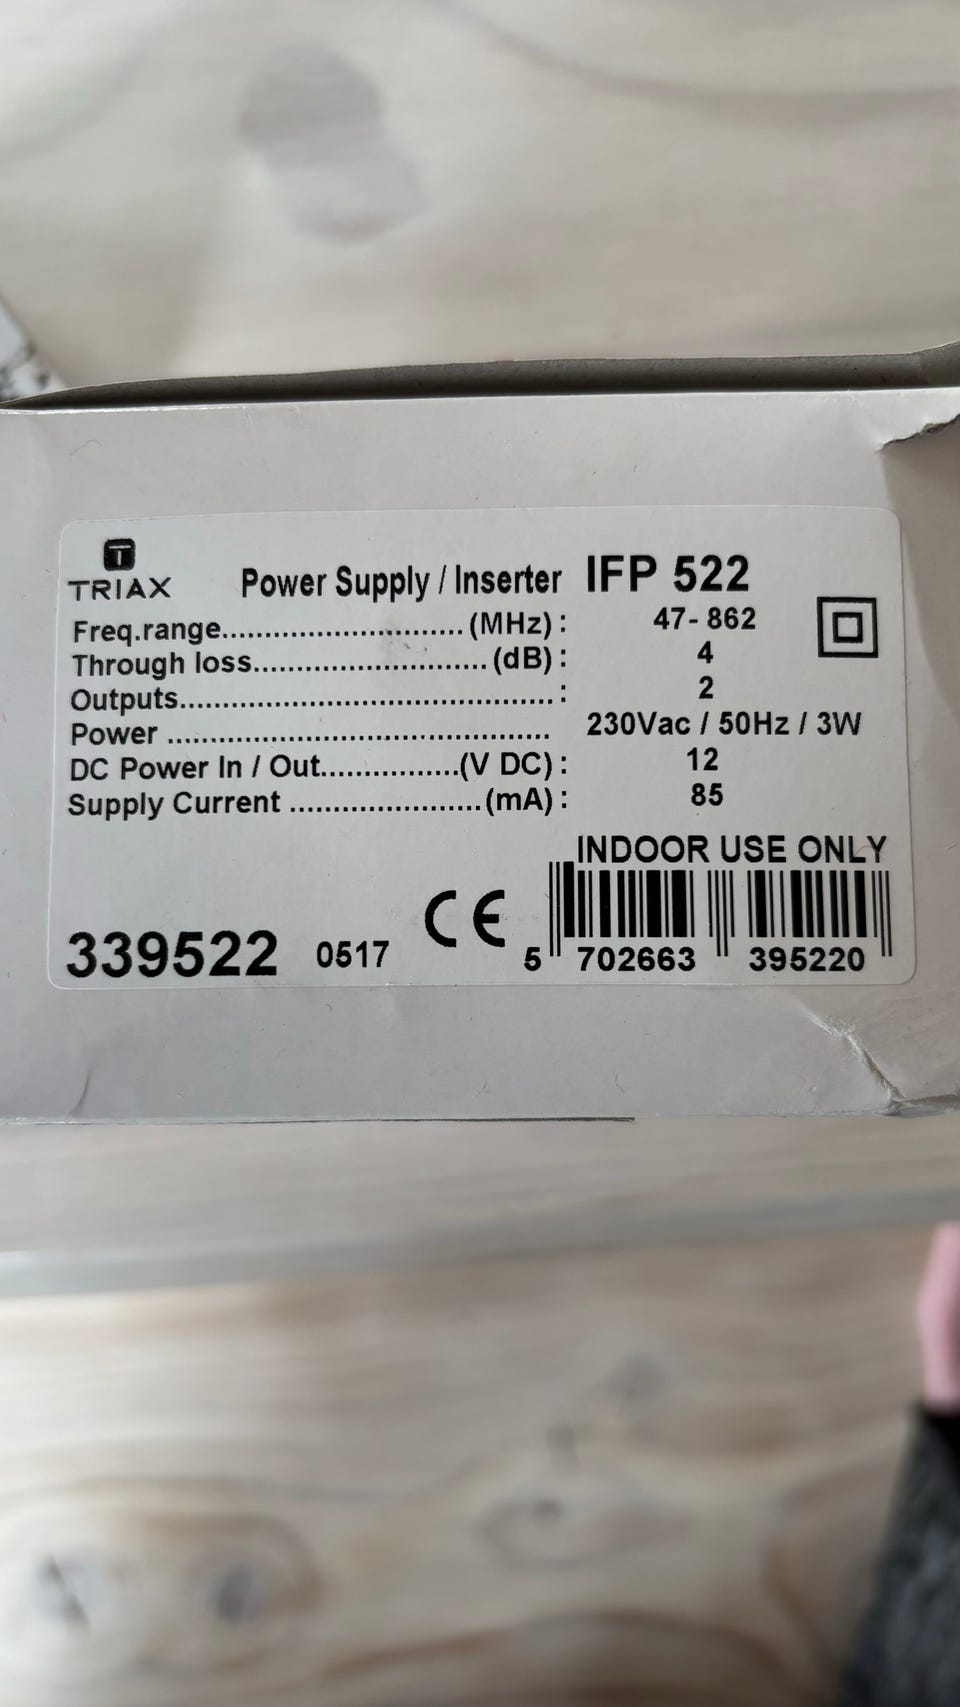 T
TRIAX
Power Supply / Inserter IFP 522
Freq.range............................(MHz) : 47- 862
Through loss...........................(dB) : 4
Outputs............................................ : 2
Power ............................................. 230Vac / 50Hz / 3W
DC Power In / Out................(V DC) : 12
Supply Current ......................(mA) : 85
INDOOR USE ONLY
339522 0517 CE 5 702663 395220